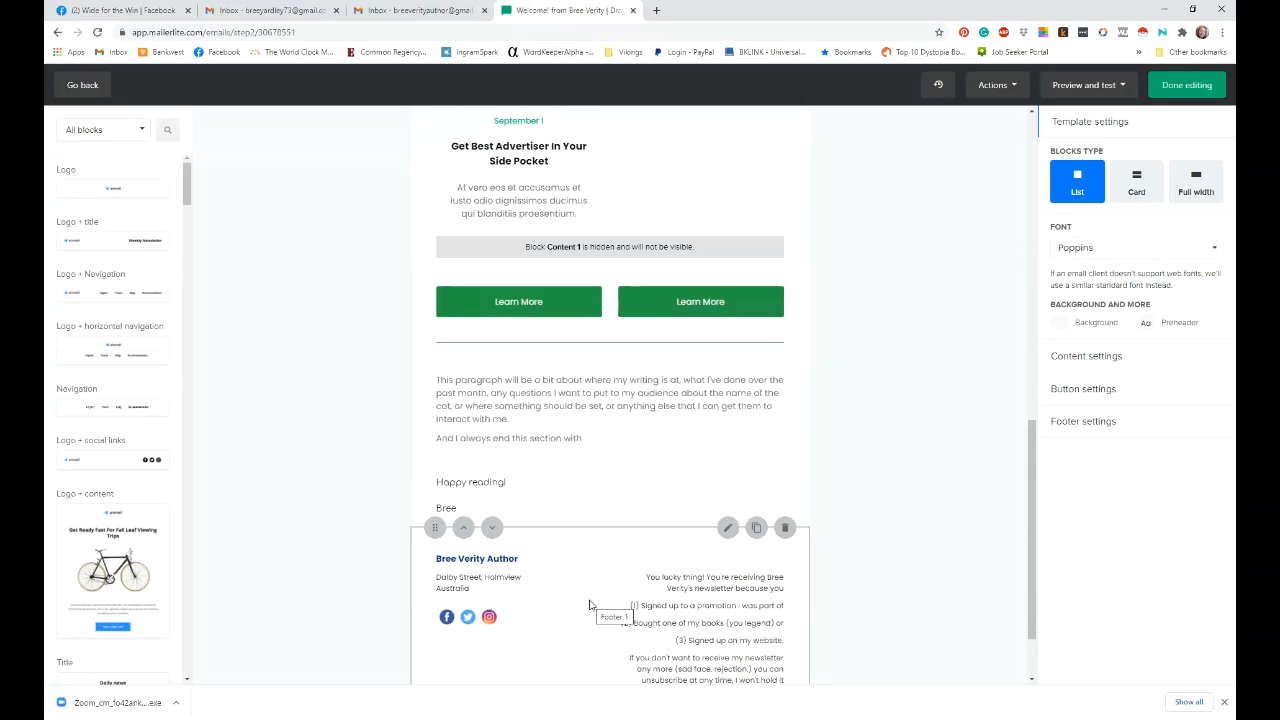 (2) Wide for the Win | Facebook
Inbox - breeyardley73@gmail.co
Inbox - breeverityauthor@gmail
Welcome! from Bree Verity | Drag
app.mailerlite.com/emails/step2/30678551
Apps
Inbox
Bankwest
Facebook
The World Clock M...
Common Regency...
IngramSpark
WordKeeperAlpha -...
Vikings
Login - PayPal
BKLINK - Universal...
Bookmarks
Top 10 Dystopia Bo...
Job Seeker Portal
»
Other bookmarks
Go back
Actions
Preview and test
Done editing
All blocks
Logo
Logo + title
Weekly Newsletter
Logo + Navigation
Logo + horizontal navigation
Navigation
Logo + social links
Logo + content
Get Ready Fast For Fall Leaf Viewing
Trips
Title
Daily news
September 1
Get Best Advertiser In Your
Side Pocket
At vero eos et accusamus et
iusto odio dignissimos ducimus
qui blanditiis praesentium.
Block Content 1 is hidden and will not be visible.
Learn More
Learn More
This paragraph will be a bit about where my writing is at, what I've done over the
past month, any questions I want to put to my audience about the name of the
cat, or where something should be set, or anything else that I can get them to
interact with me.
And I always end this section with
Happy reading!
Bree
Bree Verity Author
Dalby Street, Holmview
Australia
You lucky thing! You're receiving Bree
Verity's newsletter because you
(1) Signed up to a promotion I was part of
bought one of my books (you legend) or
(3) Signed up on my website.
If you don't want to receive my newsletter
any more (sad face. rejection.) you can
unsubscribe at any time. I won't hold it
Footer 1
Template settings
BLOCKS TYPE
List
Card
Full width
FONT
Poppins
If an email client doesn't support web fonts, we'll
use a similar standard font instead.
BACKGROUND AND MORE
Background
Aa
Preheader
Content settings
Button settings
Footer settings
Zoom_cm_fo42ank....exe
Show all